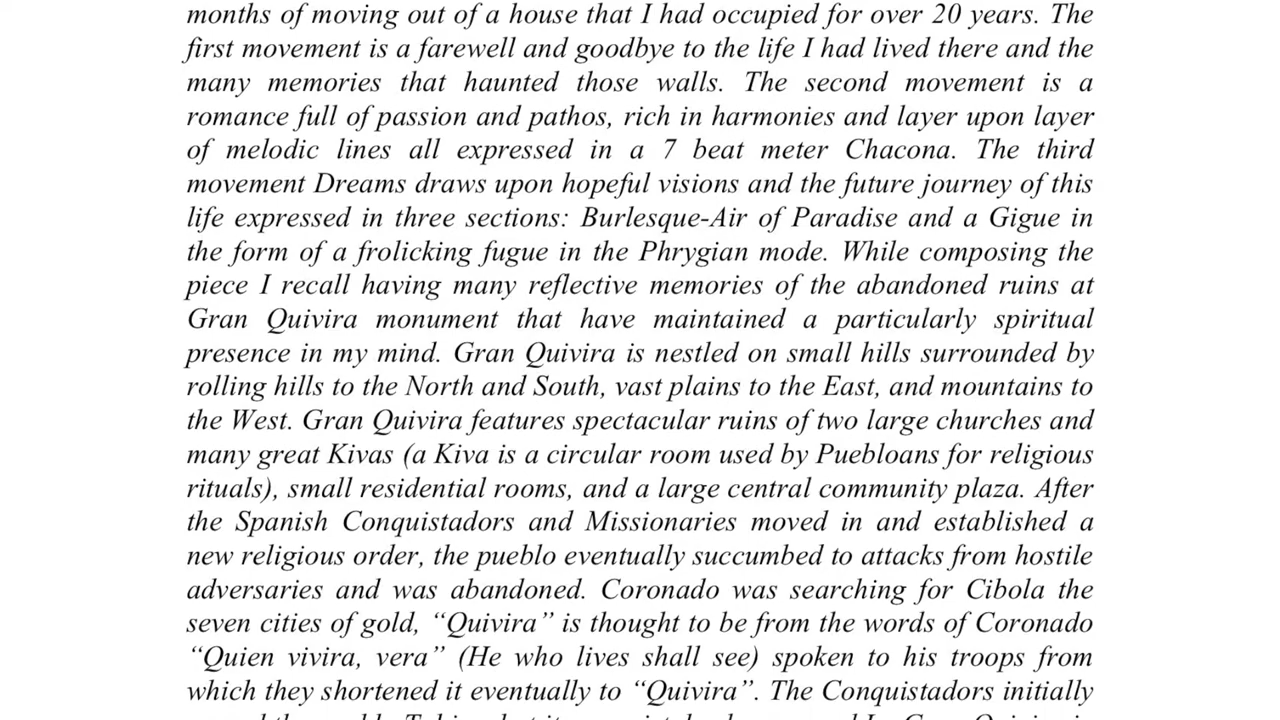 months of moving out of a house that I had occupied for over 20 years. The
first movement is a farewell and goodbye to the life I had lived there and the
many memories that haunted those walls. The second movement is a
romance full of passion and pathos, rich in harmonies and layer upon layer
of melodic lines all expressed in a 7 beat meter Chacona. The third
movement Dreams draws upon hopeful visions and the future journey of this
life expressed in three sections: Burlesque-Air of Paradise and a Gigue in
the form of a frolicking fugue in the Phrygian mode. While composing the
piece I recall having many reflective memories of the abandoned ruins at
Gran Quivira monument that have maintained a particularly spiritual
presence in my mind. Gran Quivira is nestled on small hills surrounded by
rolling hills to the North and South, vast plains to the East, and mountains to
the West. Gran Quivira features spectacular ruins of two large churches and
many great Kivas (a Kiva is a circular room used by Puebloans for religious
rituals), small residential rooms, and a large central community plaza. After
the Spanish Conquistadors and Missionaries moved in and established a
new religious order, the pueblo eventually succumbed to attacks from hostile
adversaries and was abandoned. Coronado was searching for Cibola the
seven cities of gold, “Quivira” is thought to be from the words of Coronado
“Quien vivira, vera” (He who lives shall see) spoken to his troops from
which they shortened it eventually to “Quivira”. The Conquistadors initially